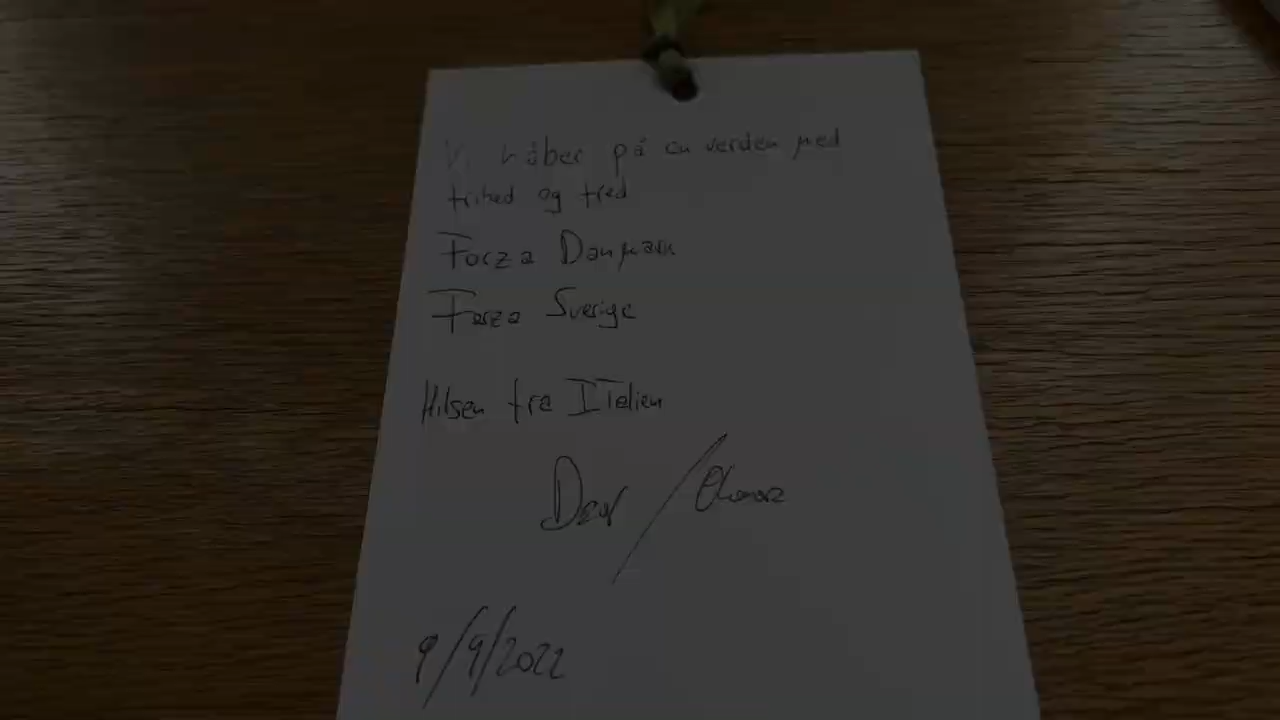 Vi håber på en verden med
frihed og fred
Forza Danmark
Forza Sverige
Hilsen fra ITalien
/
9/9/2022